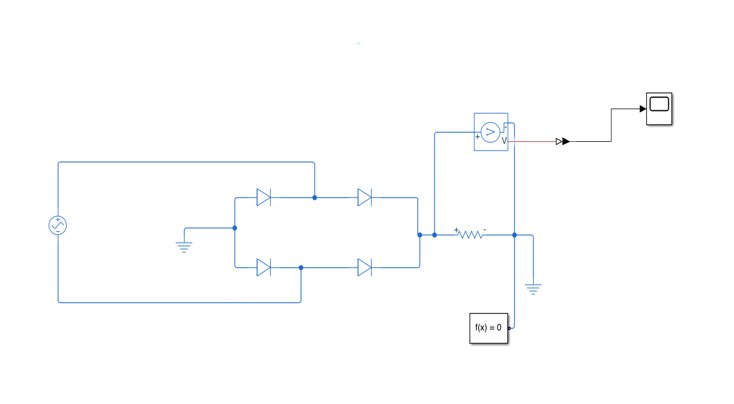 V
+
-
f(x) = 0